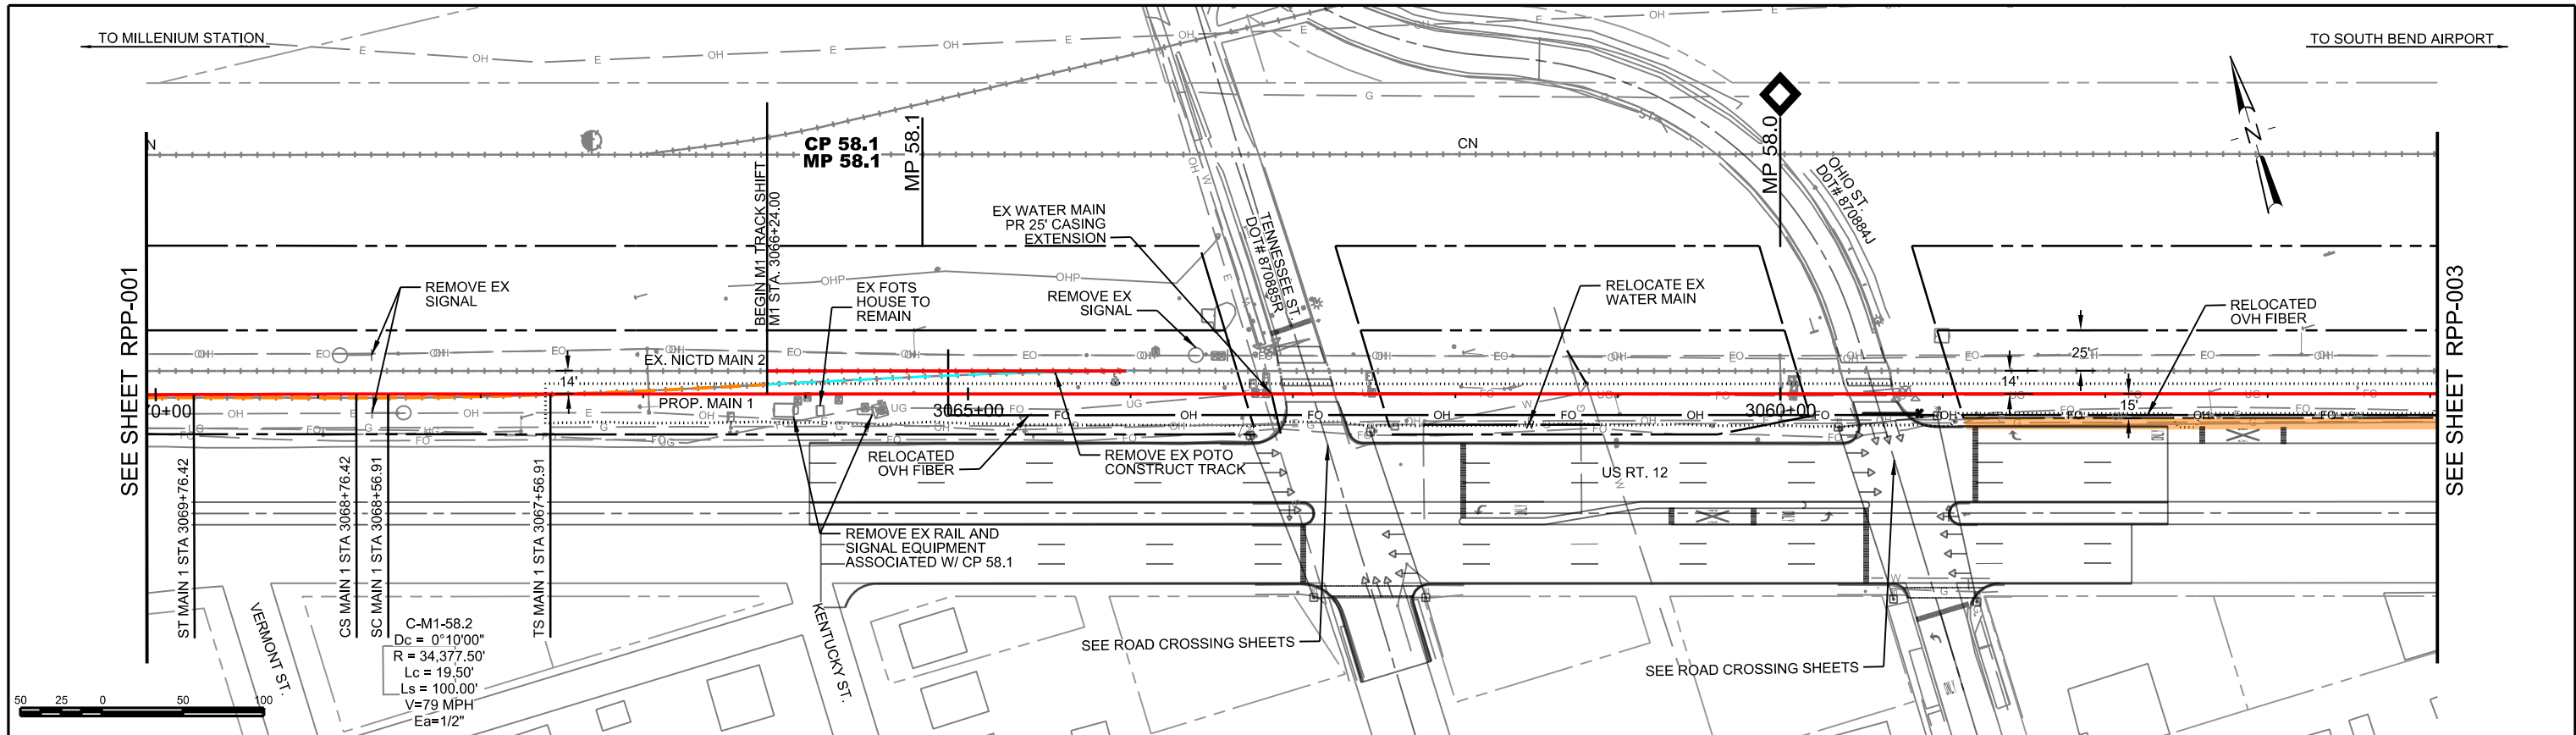 TO MILLENIUM STATION
TO SOUTH BEND AIRPORT
CN
N
CP 58.1
MP 58.1
MP 58.1
MP 58.0
BEGIN M1 TRACK SHIFT
M1 STA. 3066+24.00
SEE SHEET RPP-001
SEE SHEET RPP-003
EX WATER MAIN
PR 25' CASING
EXTENSION
TENNESSEE ST.
DOT# 870885R
OHIO ST.
DOT# 870884J
REMOVE EX
SIGNAL
EX FOTS
HOUSE TO
REMAIN
REMOVE EX
SIGNAL
RELOCATE EX
WATER MAIN
RELOCATED
OVH FIBER
EX. NICTD MAIN 2
14'
PROP. MAIN 1
3065+00
3060+00
25'
14'
15'
RELOCATED
OVH FIBER
REMOVE EX POTO
CONSTRUCT TRACK
US RT. 12
REMOVE EX RAIL AND
SIGNAL EQUIPMENT
ASSOCIATED W/ CP 58.1
ST MAIN 1 STA 3069+76.42
CS MAIN 1 STA 3068+76.42
SC MAIN 1 STA 3068+56.91
TS MAIN 1 STA 3067+56.91
VERMONT ST.
KENTUCKY ST.
C-M1-58.2
Dc = 0°10'00"
R = 34,377.50'
Lc = 19.50'
Ls = 100.00'
V=79 MPH
Ea=1/2"
SEE ROAD CROSSING SHEETS
SEE ROAD CROSSING SHEETS
50 25 0 50 100